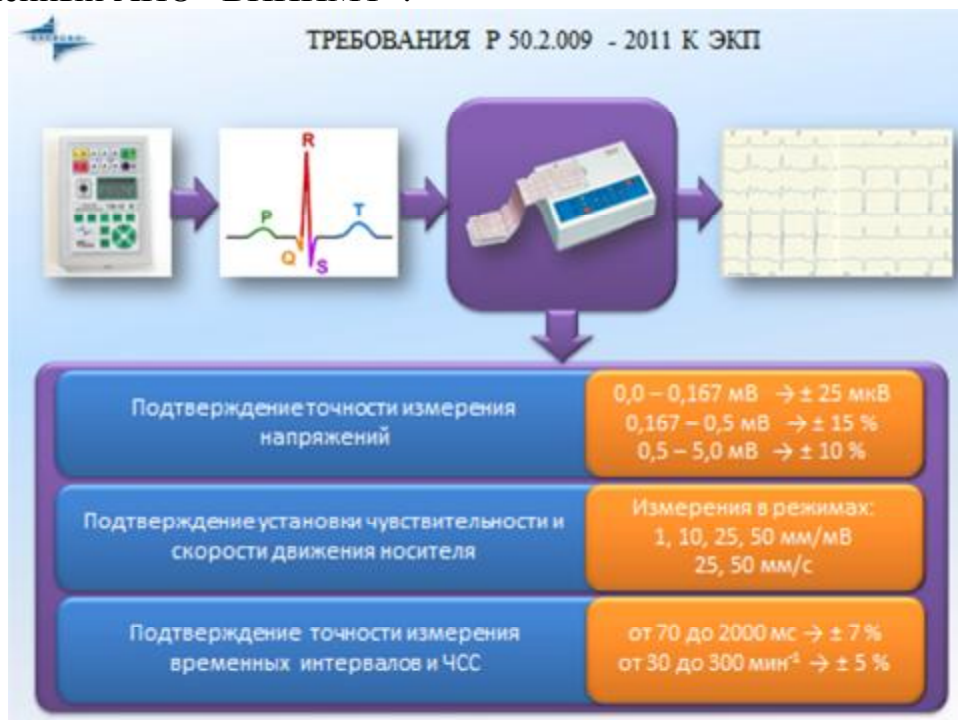 ТРЕБОВАНИЯ Р 50.2.009 - 2011 К ЭКП
R
P
T
Q
S
Подтверждение точности измерения
напряжений
0,0 – 0,167 мВ → ± 25 мкВ
0,167 – 0,5 мВ → ± 15 %
0,5 – 5,0 мВ → ± 10 %
Подтверждение установки чувствительности и
скорости движения носителя
Измерения в режимах:
1, 10, 25, 50 мм/мВ
25, 50 мм/с
Подтверждение точности измерения
временных интервалов и ЧСС
от 70 до 2000 мс → ± 7 %
от 30 до 300 мин⁻¹ → ± 5 %